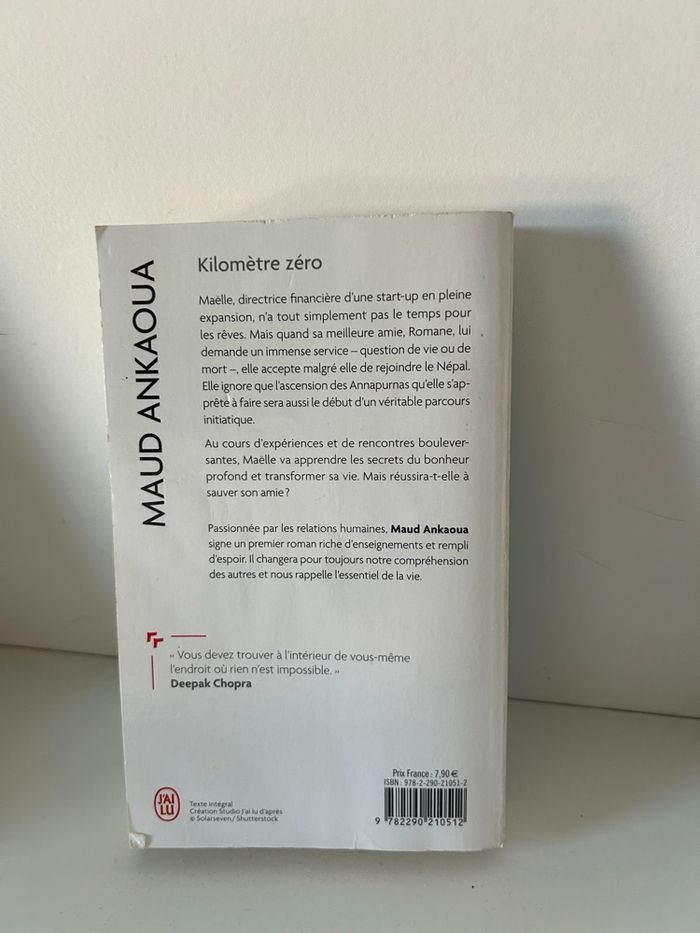 MAUD ANKAOUA
Kilomètre zéro
Maëlle, directrice financière d'une start-up en pleine
expansion, n'a tout simplement pas le temps pour
les rêves. Mais quand sa meilleure amie, Romane, lui
demande un immense service – question de vie ou de
mort –, elle accepte malgré elle de rejoindre le Népal.
Elle ignore que l'ascension des Annapurnas qu'elle s'ap-
prête à faire sera aussi le début d'un véritable parcours
initiatique.
Au cours d'expériences et de rencontres boulever-
santes, Maëlle va apprendre les secrets du bonheur
profond et transformer sa vie. Mais réussira-t-elle à
sauver son amie ?
Passionnée par les relations humaines, Maud Ankaoua
signe un premier roman riche d'enseignements et rempli
d'espoir. Il changera pour toujours notre compréhension
des autres et nous rappelle l'essentiel de la vie.
« Vous devez trouver à l'intérieur de vous-même
l'endroit où rien n'est impossible. »
Deepak Chopra
J'AI
LU
Texte intégral
Création Studio J'ai lu d'après
© Solarseven / Shutterstock
Prix France : 7,90 €
ISBN : 978-2-290-21051-2
9 782290 210512